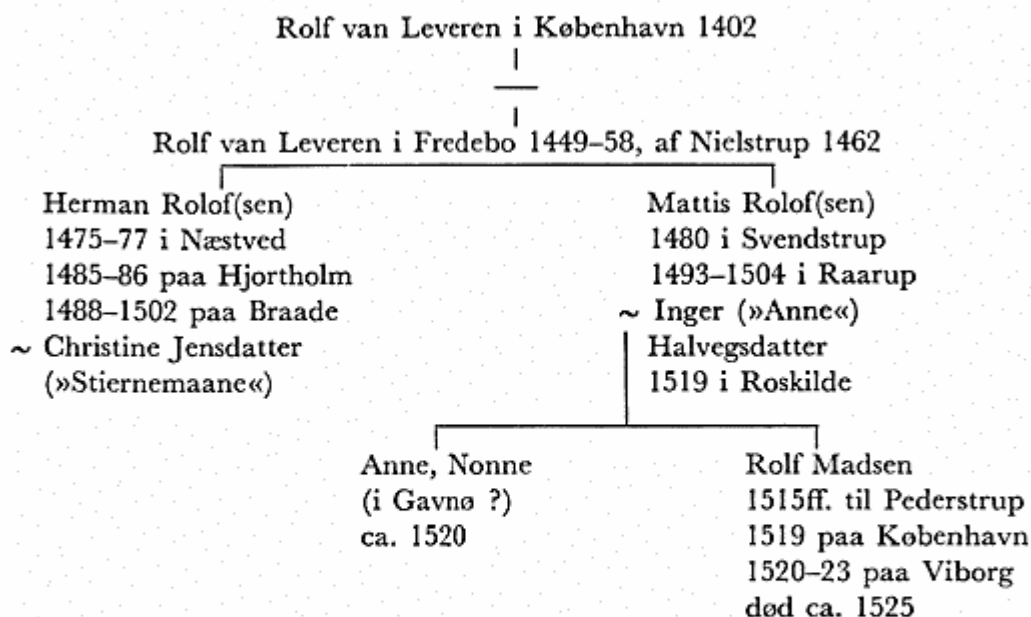 Rolf van Leveren i København 1402
Rolf van Leveren i Fredebo 1449–58, af Nielstrup 1462
Herman Rolof(sen)
1475–77 i Næstved
1485–86 paa Hjortholm
1488–1502 paa Braade
~ Christine Jensdatter
(»Stiernemaane«)
Mattis Rolof(sen)
1480 i Svendstrup
1493–1504 i Raarup
~ Inger (»Anne«)
Halvegsdatter
1519 i Roskilde
Anne, Nonne
(i Gavnø ?)
ca. 1520
Rolf Madsen
1515ff. til Pederstrup
1519 paa København
1520–23 paa Viborg
død ca. 1525